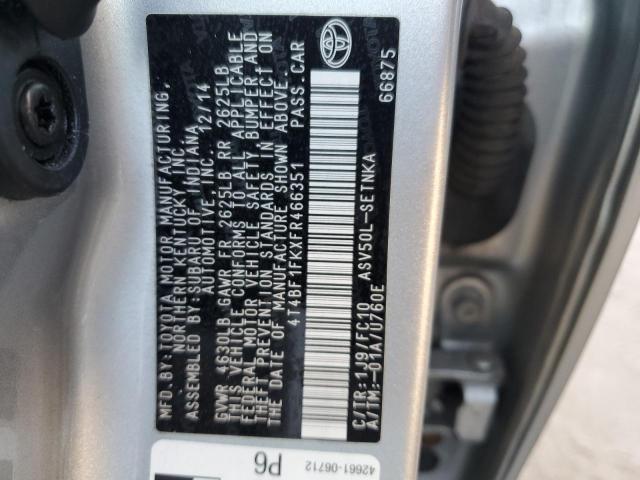 MFD.BY:TOYOTA MOTOR MANUFACTURING,
NORTHERN KENTUCKY, INC.
ASSEMBLED BY:SUBARU OF INDIANA
AUTOMOTIVE INC. 12/14
GVWR 4630LB GAWR FR 2625LB RR 2625LB
THIS VEHICLE CONFORMS TO ALL APPLICABLE
FEDERAL MOTOR VEHICLE SAFETY, BUMPER, AND
THEFT PREVENTION STANDARDS IN EFFECT ON
THE DATE OF MANUFACTURE SHOWN ABOVE.
4T4BF1FKXFR466351 PASS.CAR
C/TR:1J9/FC10 ASV50L-SETNKA
A/TM:-01A/U760E 66875
TOYOTA
P6
42661-06712